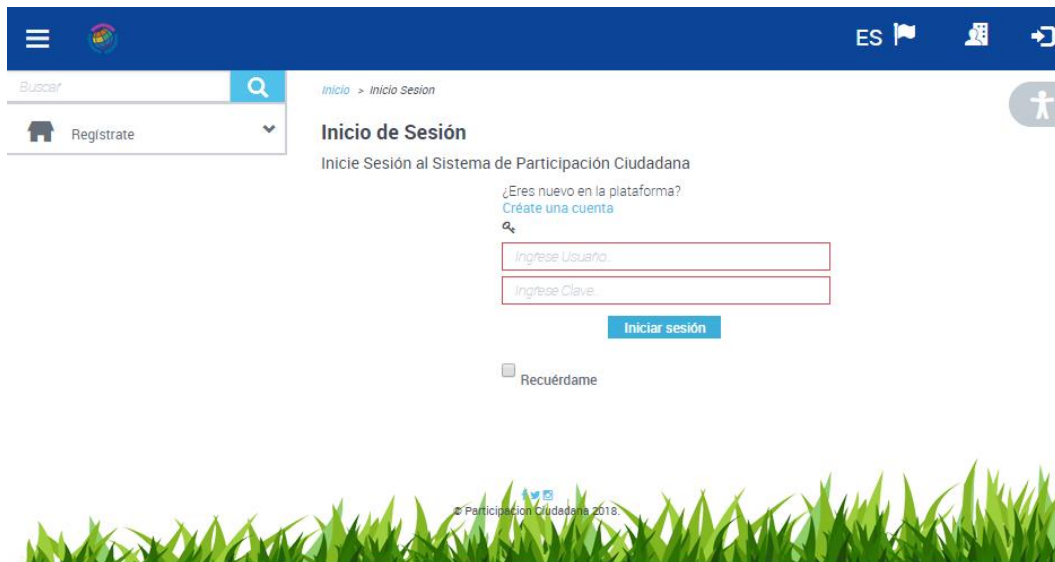 ES
Buscar
Inicio > Inicio Sesion
Regístrate
Inicio de Sesión
Inicie Sesión al Sistema de Participación Ciudadana
¿Eres nuevo en la plataforma?
Créate una cuenta
Ingrese Usuario..
Ingrese Clave...
Iniciar sesión
Recuérdame
© Participacion Ciudadana 2018.